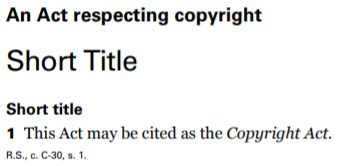 An Act respecting copyright
Short Title
Short title
1 This Act may be cited as the Copyright Act.
R.S., c. C-30, s. 1.